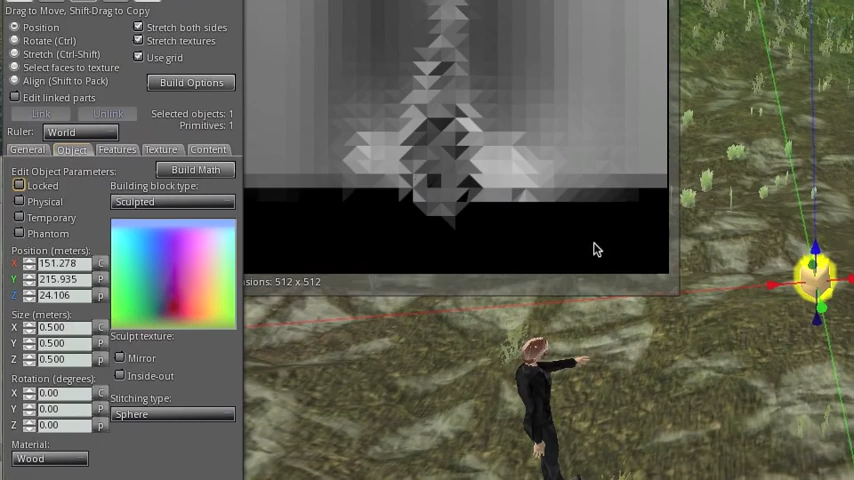 Drag to Move, Shift-Drag to Copy
Position
Rotate (Ctrl)
Stretch (Ctrl-Shift)
Select faces to texture
Align (Shift to Pack)
Edit linked parts
Stretch both sides
Stretch textures
Use grid
Build Options
Link
Unlink
Selected objects: 1
Primitives: 1
Ruler:
World
General
Object
Features
Texture
Content
Build Math
Edit Object Parameters:
Locked
Physical
Temporary
Phantom
Building block type:
Sculpted
Position (meters):
X 151.278 C
Y 215.935 P
Z 24.106 P
Size (meters):
X 0.500 C
Y 0.500 P
Z 0.500 P
Rotation (degrees):
X 0.00 C
Y 0.00 P
Z 0.00 P
Material:
Wood
Sculpt texture:
Mirror
Inside-out
Stitching type:
Sphere
sions: 512 x 512